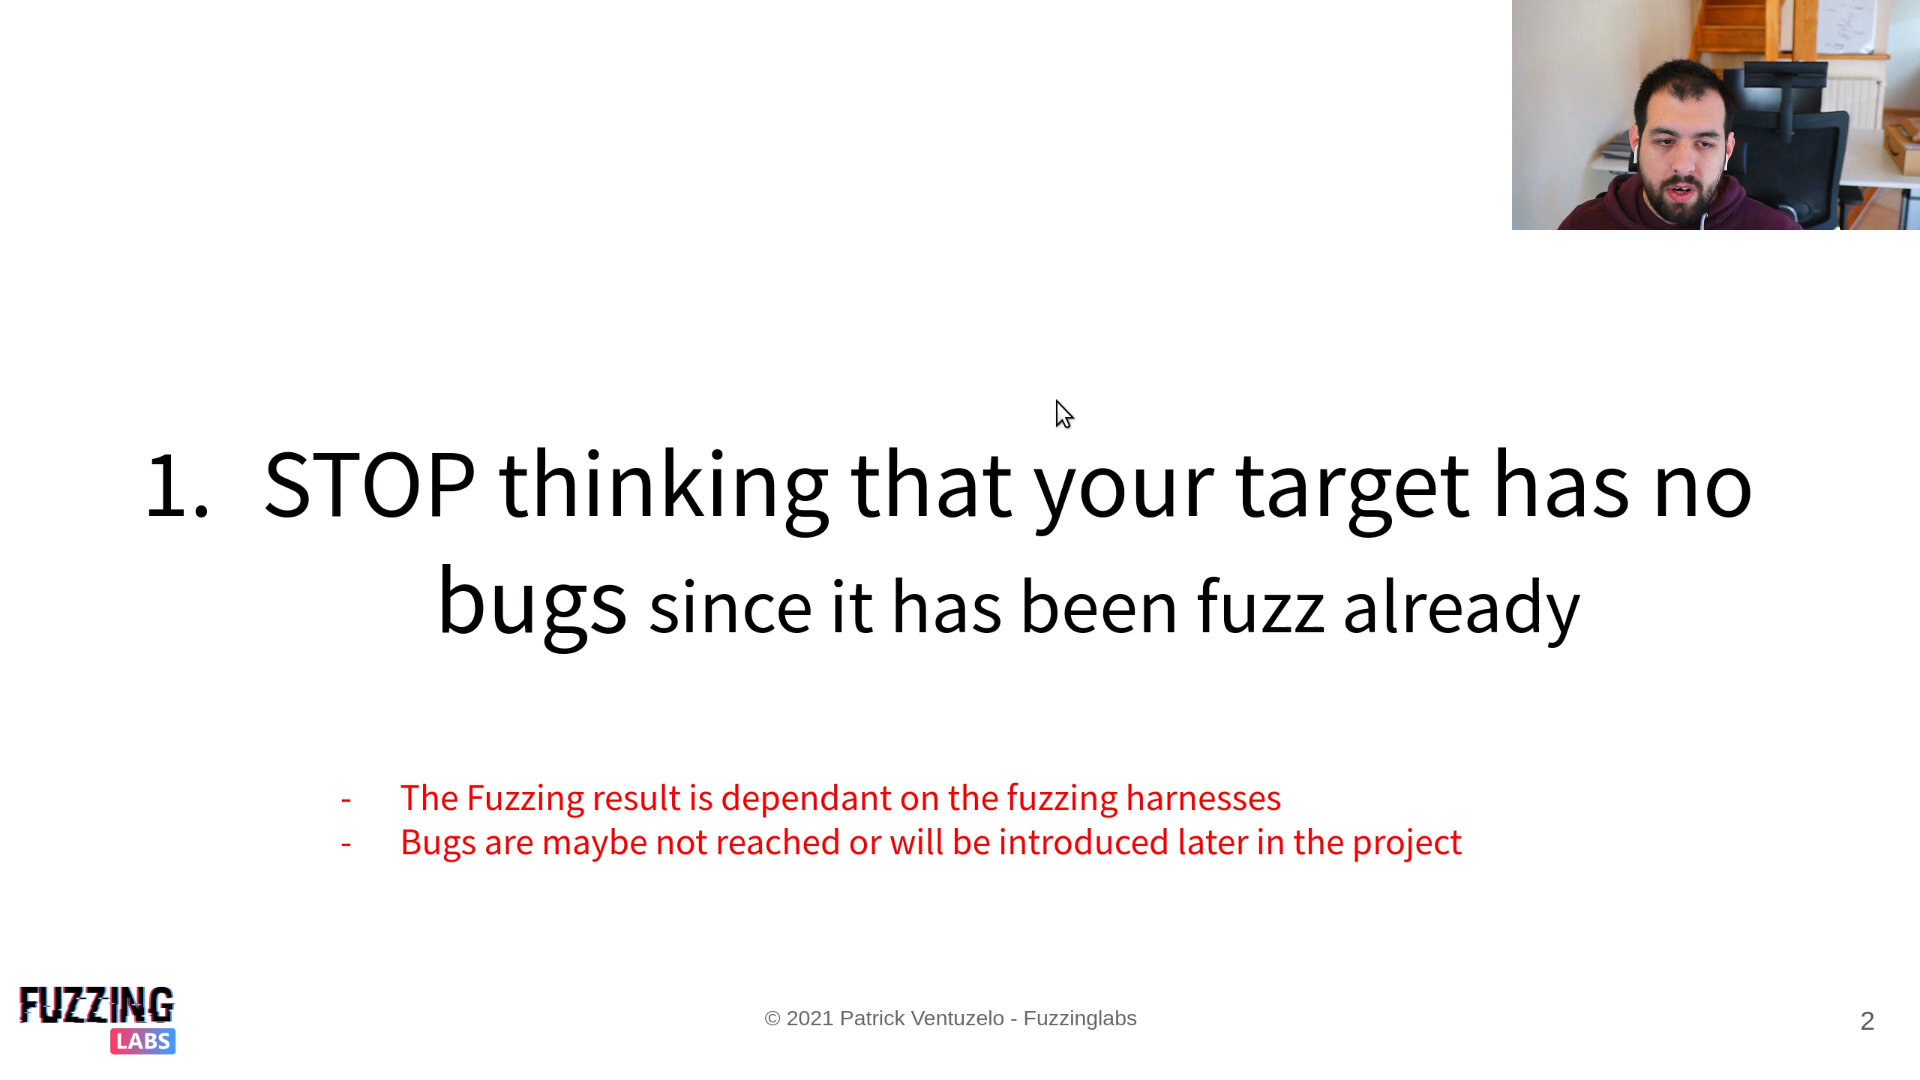 1. STOP thinking that your target has no
bugs since it has been fuzz already
- The Fuzzing result is dependant on the fuzzing harnesses
- Bugs are maybe not reached or will be introduced later in the project
FUZZING
LABS
© 2021 Patrick Ventuzelo - Fuzzinglabs
2